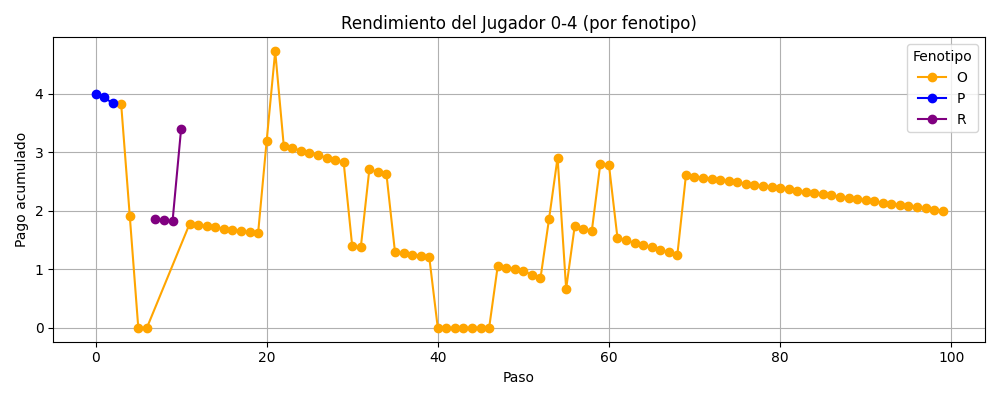 Rendimiento del Jugador 0-4 (por fenotipo)
Pago acumulado
4
3
2
1
0
0
20
40
60
80
100
Paso
Fenotipo
O
P
R